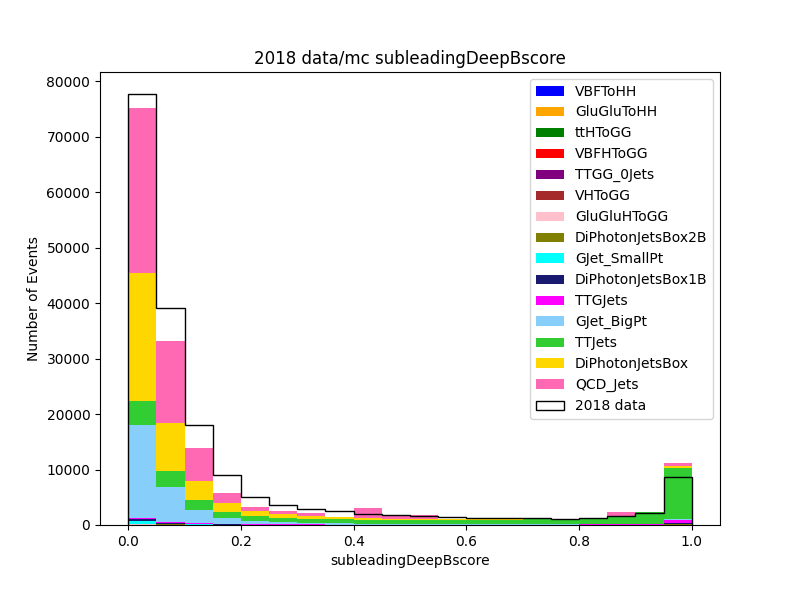 2018 data/mc subleadingDeepBscore
Number of Events
80000
70000
60000
50000
40000
30000
20000
10000
0
0.0
0.2
0.4
0.6
0.8
1.0
subleadingDeepBscore
VBFToHH
GluGluToHH
ttHToGG
VBFHToGG
TTGG_0Jets
VHToGG
GluGluHToGG
DiPhotonJetsBox2B
GJet_SmallPt
DiPhotonJetsBox1B
TTGJets
GJet_BigPt
TTJets
DiPhotonJetsBox
QCD_Jets
2018 data